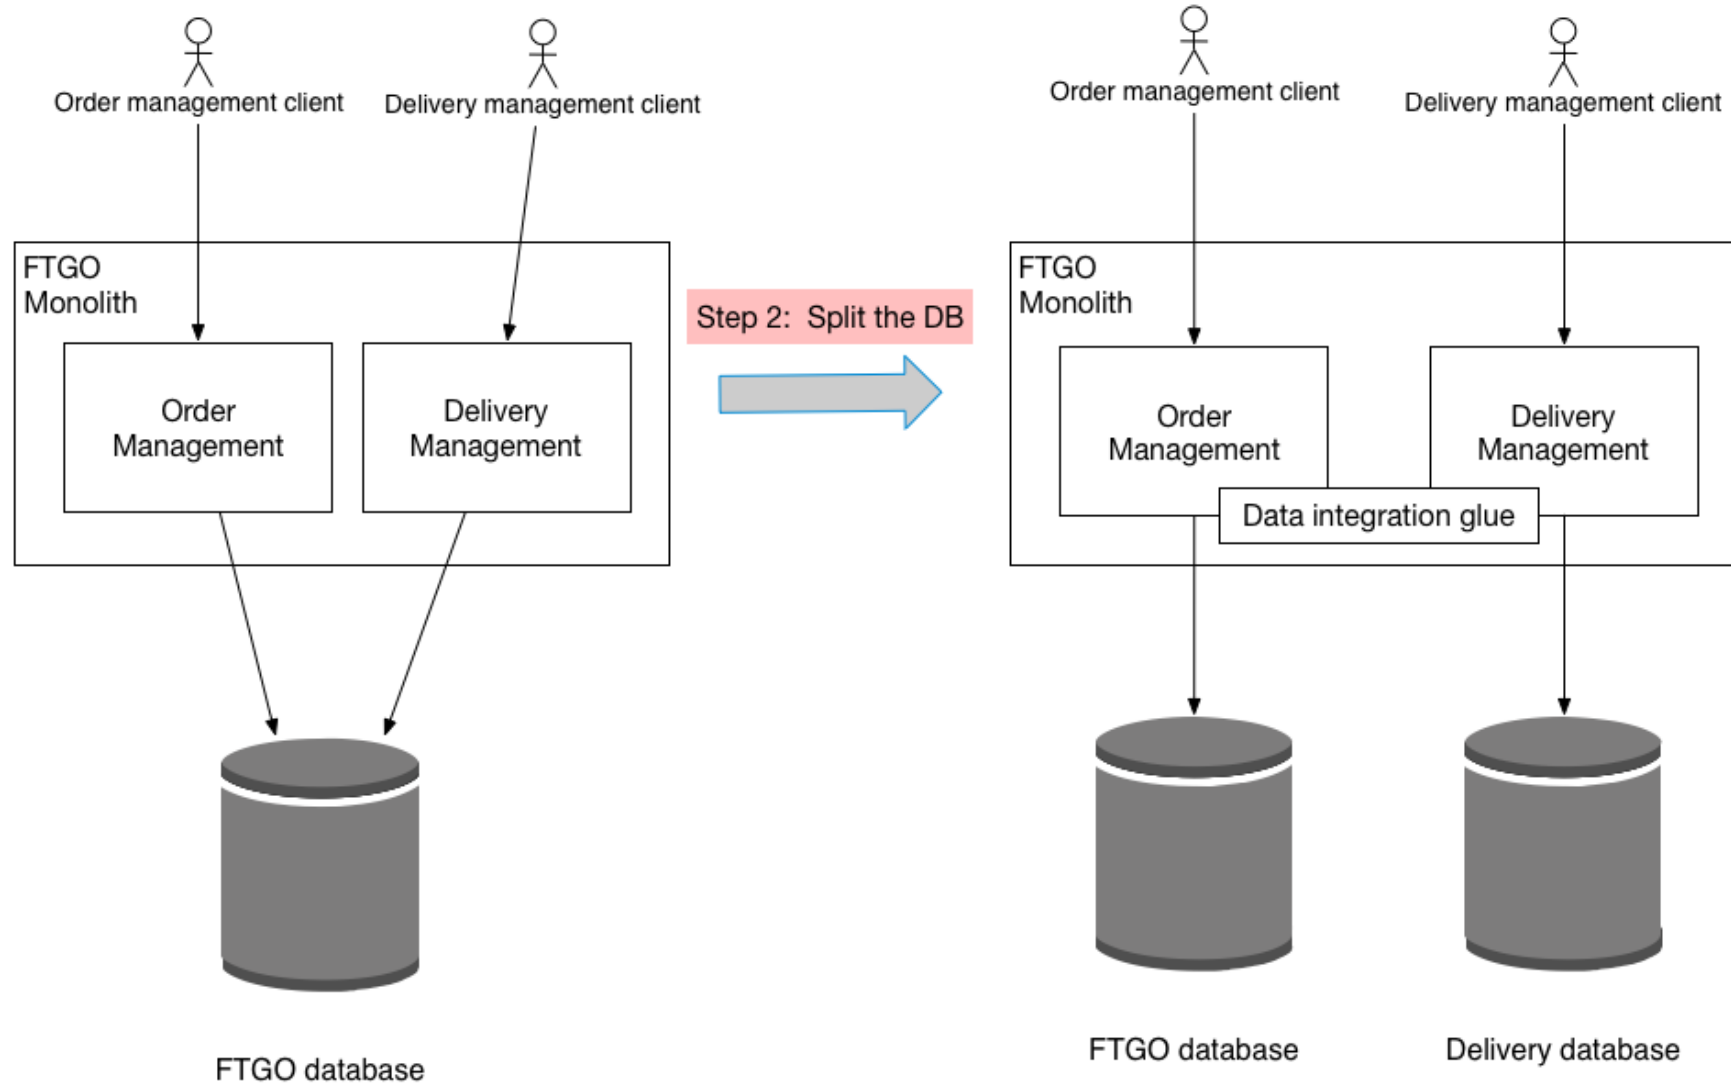 Order management client
Delivery management client
FTGO
Monolith
Order
Management
Delivery
Management
FTGO database
Step 2:  Split the DB
Order management client
Delivery management client
FTGO
Monolith
Order
Management
Delivery
Management
Data integration glue
FTGO database
Delivery database